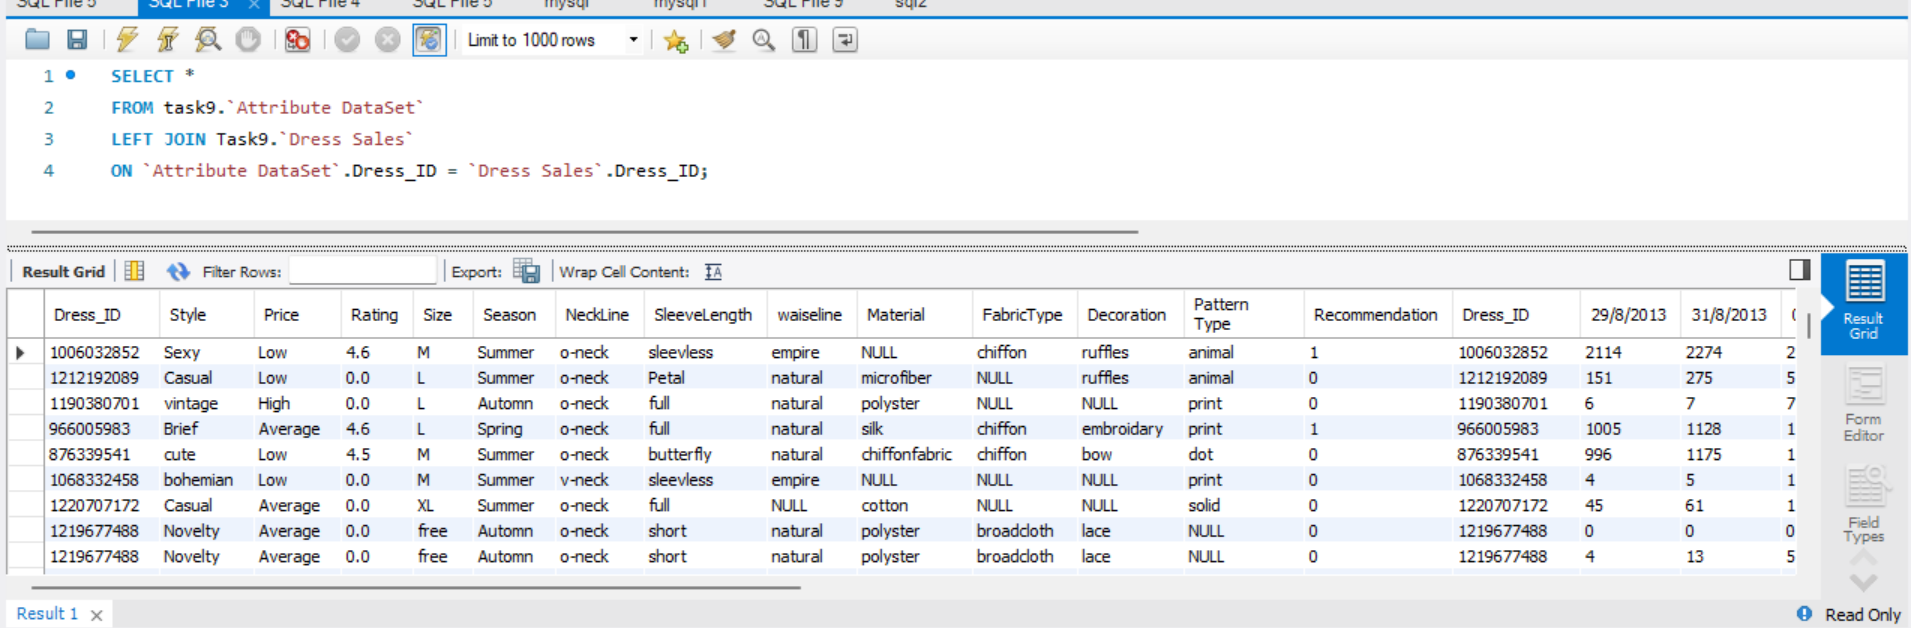 SQL File 5 SQL File 3 × SQL File 4 SQL File 5 mysql mysql1 SQL File 9 sql2
Limit to 1000 rows
1 SELECT *
2 FROM task9.`Attribute DataSet`
3 LEFT JOIN Task9.`Dress Sales`
4 ON `Attribute DataSet`.Dress_ID = `Dress Sales`.Dress_ID;
Result Grid Filter Rows: Export: Wrap Cell Content: IA
Dress_ID Style Price Rating Size Season NeckLine SleeveLength waiseline Material FabricType Decoration Pattern Type Recommendation Dress_ID 29/8/2013 31/8/2013
1006032852 Sexy Low 4.6 M Summer o-neck sleevless empire NULL chiffon ruffles animal 1 1006032852 2114 2274 2
1212192089 Casual Low 0.0 L Summer o-neck Petal natural microfiber NULL ruffles animal 0 1212192089 151 275 5
1190380701 vintage High 0.0 L Automn o-neck full natural polyster NULL NULL print 0 1190380701 6 7 7
966005983 Brief Average 4.6 L Spring o-neck full natural silk chiffon embroidary print 1 966005983 1005 1128 1
876339541 cute Low 4.5 M Summer o-neck butterfly natural chiffonfabric chiffon bow dot 0 876339541 996 1175 1
1068332458 bohemian Low 0.0 M Summer v-neck sleevless empire NULL NULL NULL print 0 1068332458 4 5 1
1220707172 Casual Average 0.0 XL Summer o-neck full NULL cotton NULL NULL solid 0 1220707172 45 61 1
1219677488 Novelty Average 0.0 free Automn o-neck short natural polyster broadcloth lace NULL 0 1219677488 0 0 0
1219677488 Novelty Average 0.0 free Automn o-neck short natural polyster broadcloth lace NULL 0 1219677488 4 13 5
Result
Grid
Form
Editor
Field
Types
Result 1 × Read Only